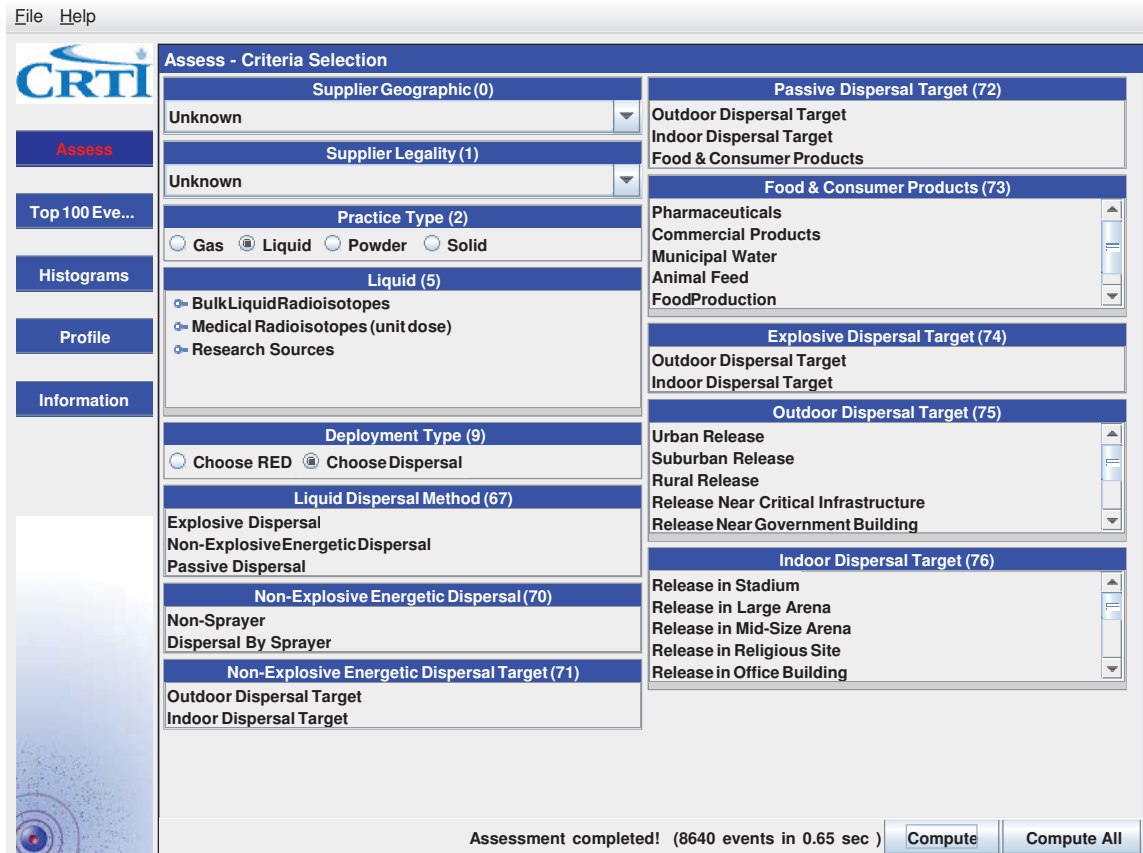 File Help
CRTI
Assess
Top 100 Eve...
Histograms
Profile
Information
Assess - Criteria Selection
Supplier Geographic (0)
Unknown
Supplier Legality (1)
Unknown
Practice Type (2)
Gas Liquid Powder Solid
Liquid (5)
BulkLiquidRadioisotopes
Medical Radioisotopes (unit dose)
Research Sources
Deployment Type (9)
Choose RED Choose Dispersal
Liquid Dispersal Method (67)
Explosive Dispersal
Non-Explosive Energetic Dispersal
Passive Dispersal
Non-Explosive Energetic Dispersal (70)
Non-Sprayer
Dispersal By Sprayer
Non-Explosive Energetic Dispersal Target (71)
Outdoor Dispersal Target
Indoor Dispersal Target
Passive Dispersal Target (72)
Outdoor Dispersal Target
Indoor Dispersal Target
Food & Consumer Products
Food & Consumer Products (73)
Pharmaceuticals
Commercial Products
Municipal Water
Animal Feed
FoodProduction
Explosive Dispersal Target (74)
Outdoor Dispersal Target
Indoor Dispersal Target
Outdoor Dispersal Target (75)
Urban Release
Suburban Release
Rural Release
Release Near Critical Infrastructure
Release Near Government Building
Indoor Dispersal Target (76)
Release in Stadium
Release in Large Arena
Release in Mid-Size Arena
Release in Religious Site
Release in Office Building
Assessment completed! (8640 events in 0.65 sec ) Compute Compute All